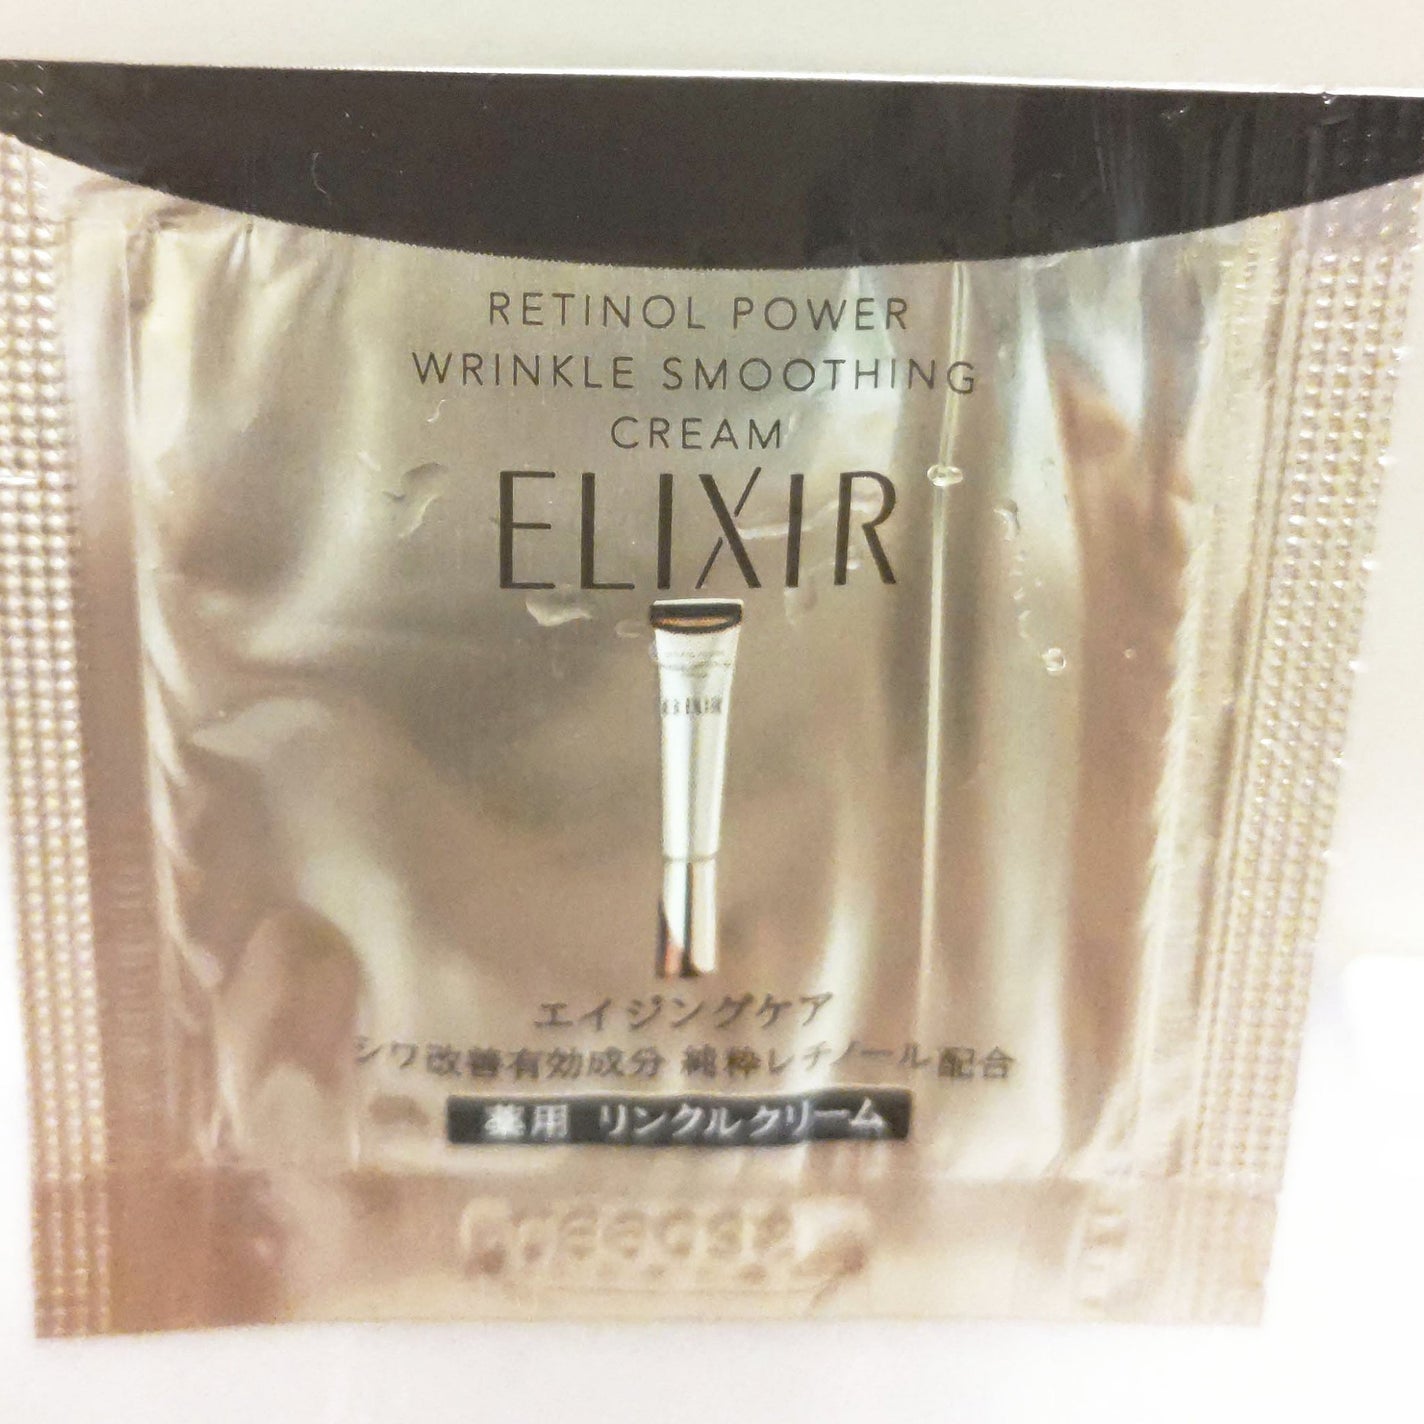 RETINOL POWER
WRINKLE SMOOTHING
CREAM
ELIXIR
エイジングケア
シワ改善有効成分 純粋レチノール配合
薬用 リンクルクリーム